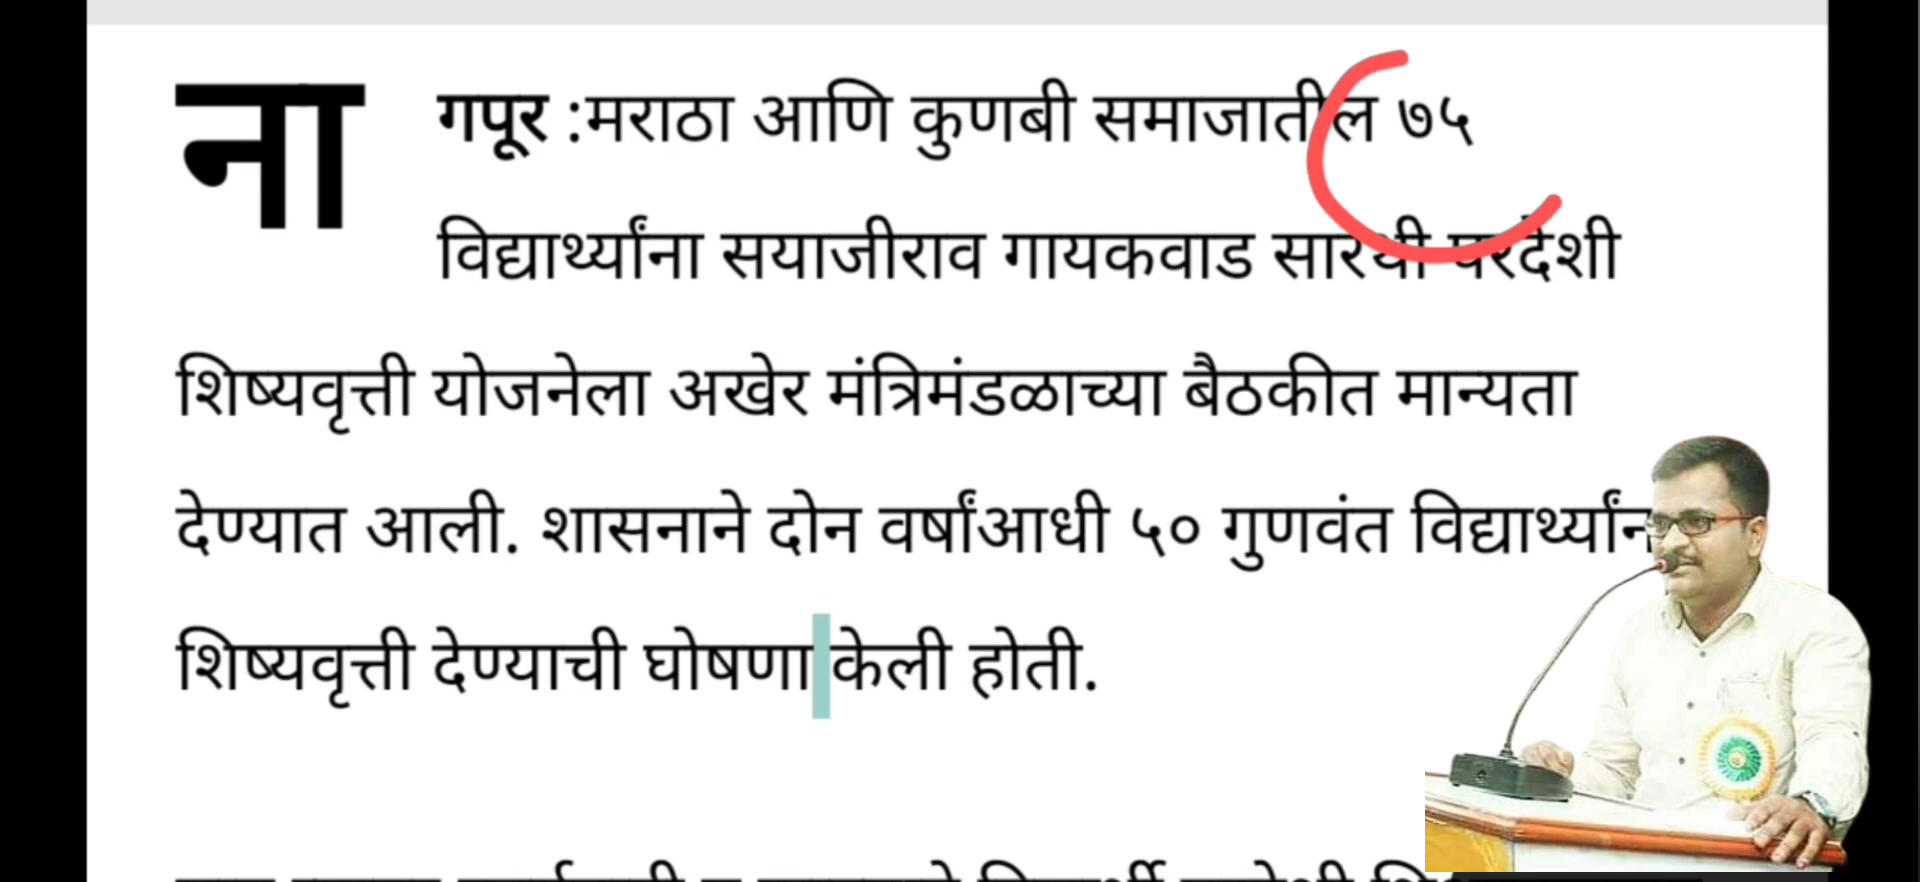 नागपूर :मराठा आणि कुणबी समाजातील ७५
विद्यार्थ्यांना सयाजीराव गायकवाड सारथी परदेशी
शिष्यवृत्ती योजनेला अखेर मंत्रिमंडळाच्या बैठकीत मान्यता
देण्यात आली. शासनाने दोन वर्षांआधी ५० गुणवंत विद्यार्थ्यांन
शिष्यवृत्ती देण्याची घोषणा केली होती.